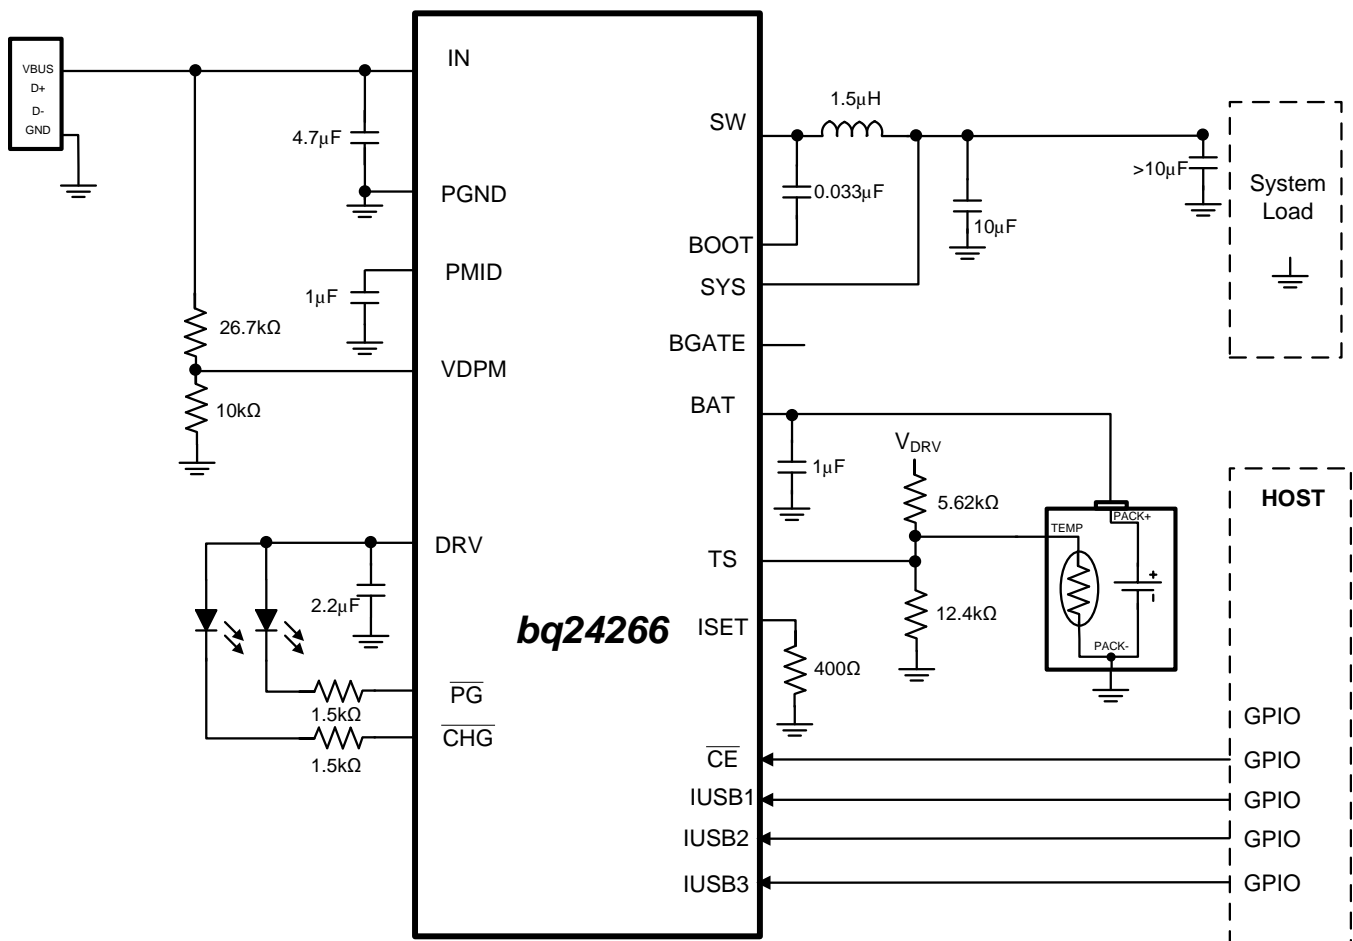 VBUS
D+
D-
GND
4.7μF
1μF
26.7kΩ
10kΩ
2.2μF
1.5kΩ
1.5kΩ
IN
PGND
PMID
VDPM
DRV
PG
CHG
bq24266
SW
BOOT
SYS
BGATE
BAT
TS
ISET
CE
IUSB1
IUSB2
IUSB3
1.5μH
0.033μF
10μF
>10μF
System
Load
1μF
VDRV
5.62kΩ
12.4kΩ
400Ω
TEMP
PACK+
+
PACK-
HOST
GPIO
GPIO
GPIO
GPIO
GPIO